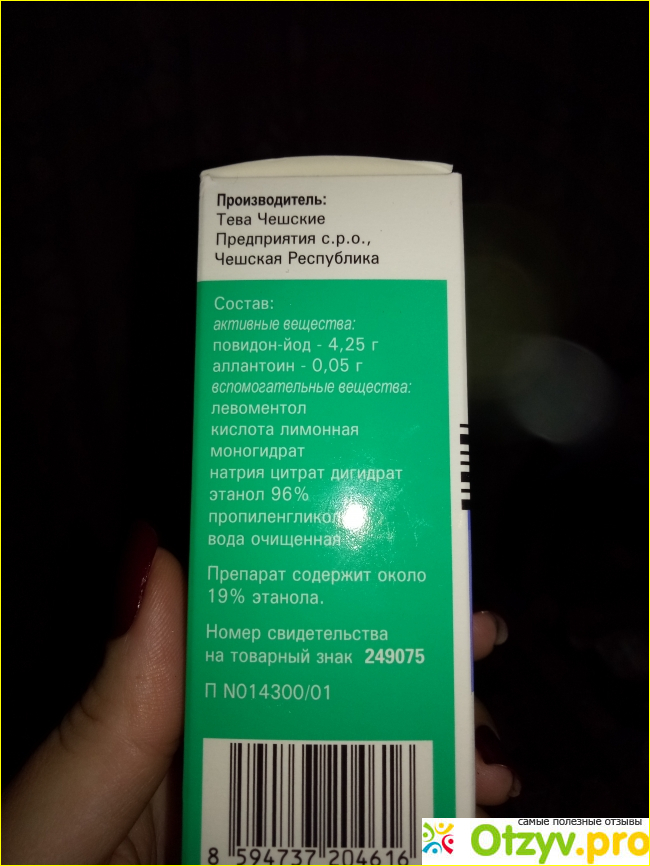 Производитель:
Тева Чешские
Предприятия с.р.о.,
Чешская Республика
Состав:
активные вещества:
повидон-йод - 4,25 г
аллантоин - 0,05 г
вспомогательные вещества:
левоментол
кислота лимонная
моногидрат
натрия цитрат дигидрат
этанол 96%
пропиленгликоль
вода очищенная
Препарат содержит около
19% этанола.
Номер свидетельства
на товарный знак 249075
П N014300/01
8 594737 204616
самые полезные отзывы
Otzyv.pro